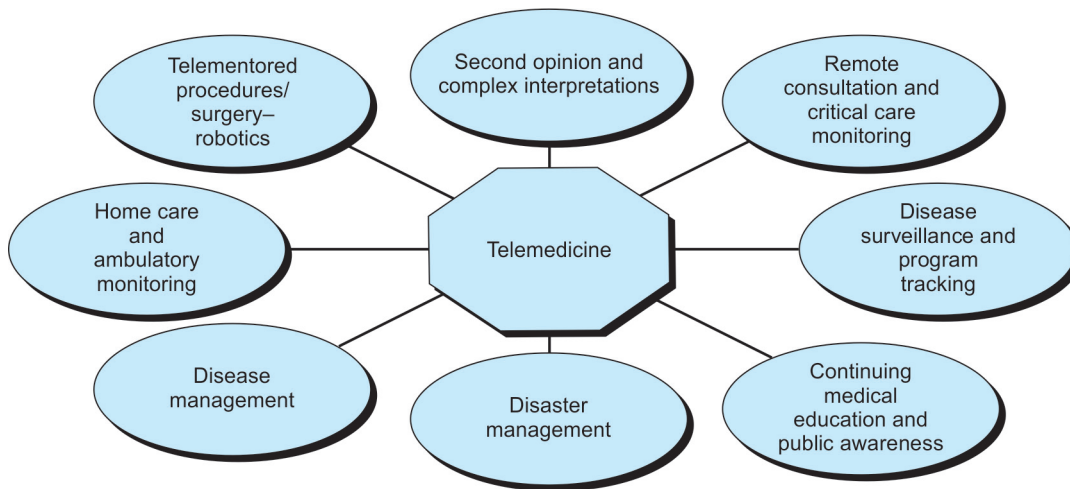 Telementored
procedures/
surgery–
robotics
Second opinion and
complex interpretations
Remote
consultation and
critical care
monitoring
Home care
and
ambulatory
monitoring
Telemedicine
Disease
surveillance and
program
tracking
Disease
management
Disaster
management
Continuing
medical
education and
public awareness